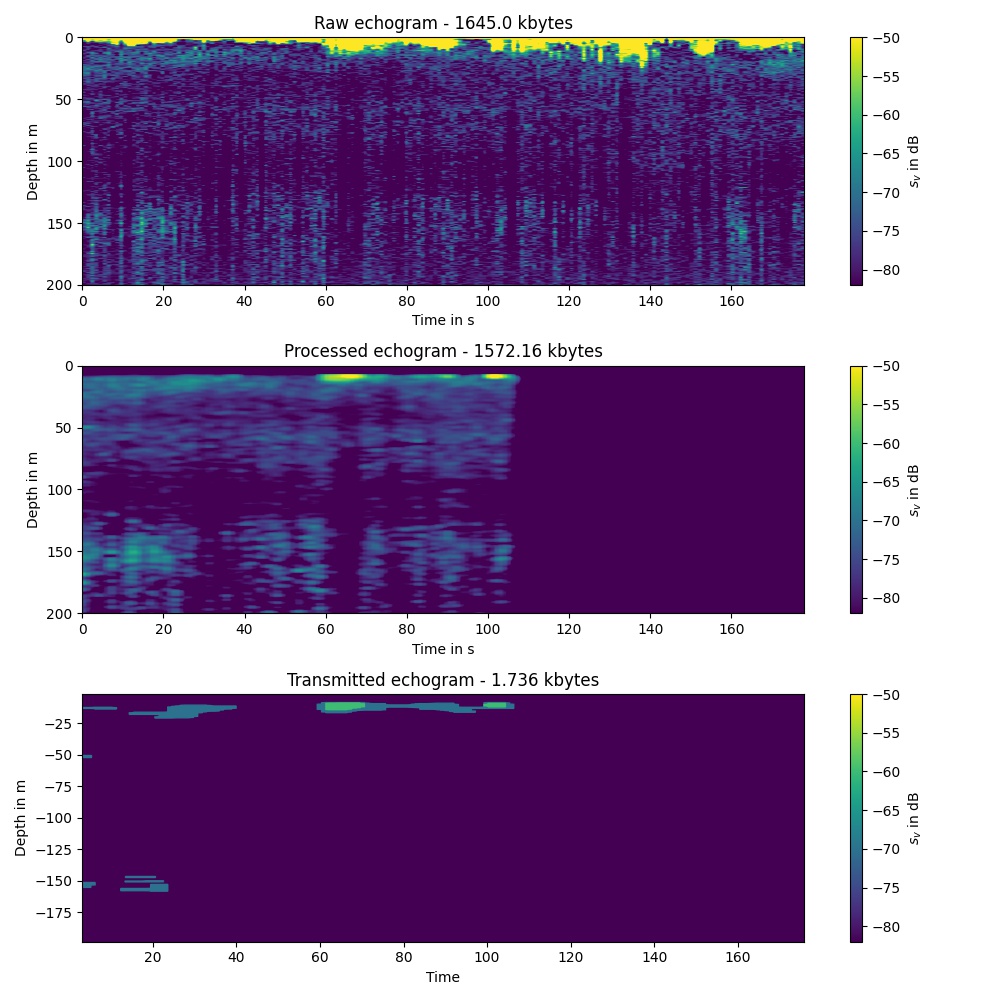 Raw echogram - 1645.0 kbytes
0
50
100
150
200
Depth in m
0 20 40 60 80 100 120 140 160
Time in s
−50
−55
−60
−65
−70
−75
−80
sv in dB
Processed echogram - 1572.16 kbytes
0
50
100
150
200
Depth in m
0 20 40 60 80 100 120 140 160
Time in s
−50
−55
−60
−65
−70
−75
−80
sv in dB
Transmitted echogram - 1.736 kbytes
−25
−50
−75
−100
−125
−150
−175
Depth in m
20 40 60 80 100 120 140 160
Time
−50
−55
−60
−65
−70
−75
−80
sv in dB